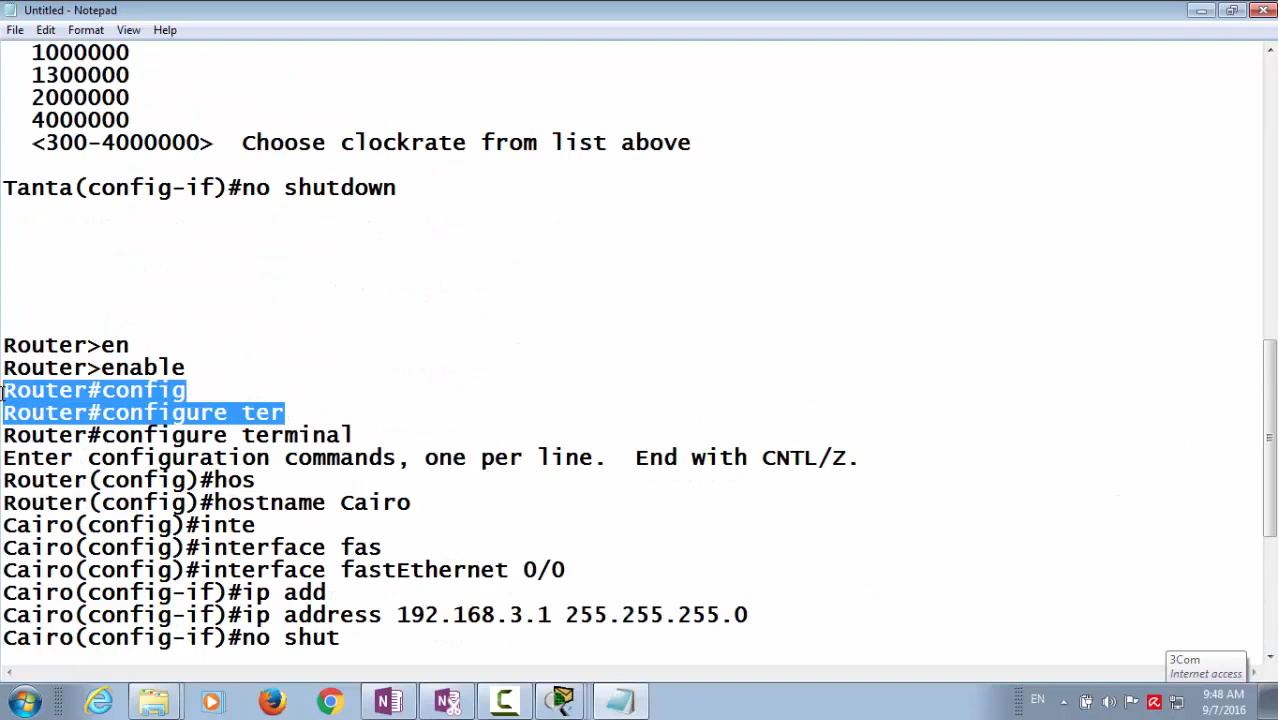 Untitled - Notepad
File Edit Format View Help
1000000
1300000
2000000
4000000
<300-4000000>  Choose clockrate from list above
Tanta(config-if)#no shutdown
Router>en
Router>enable
Router#config
Router#configure ter
Router#configure terminal
Enter configuration commands, one per line.  End with CNTL/Z.
Router(config)#hos
Router(config)#hostname Cairo
Cairo(config)#inte
Cairo(config)#interface fas
Cairo(config)#interface fastEthernet 0/0
Cairo(config-if)#ip add
Cairo(config-if)#ip address 192.168.3.1 255.255.255.0
Cairo(config-if)#no shut
3Com
Internet access
EN
9:48 AM
9/7/2016